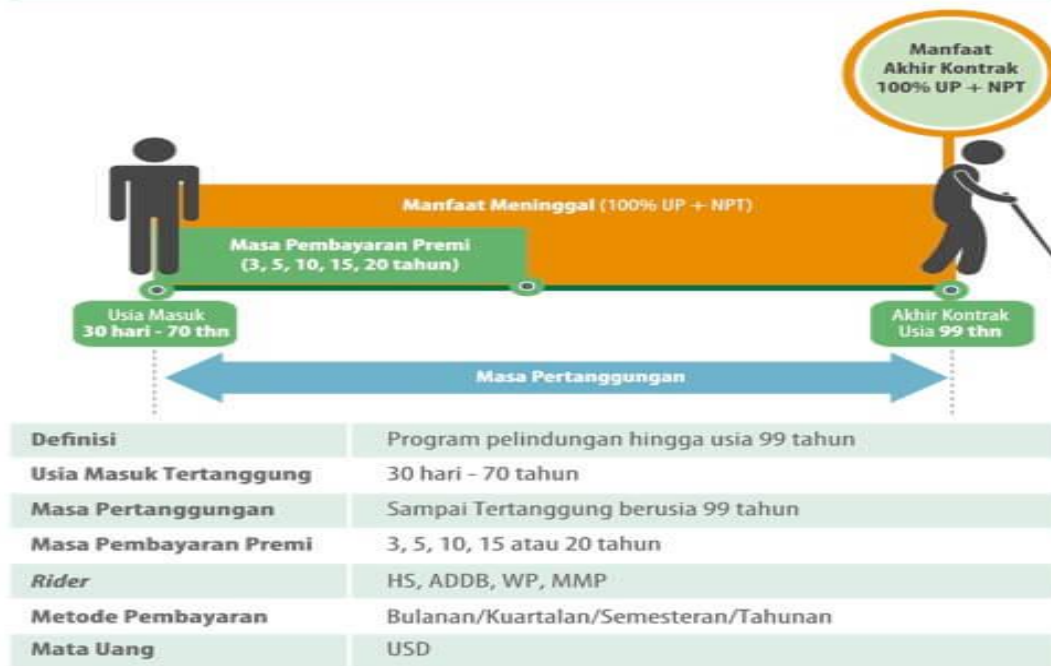 Manfaat
Akhir Kontrak
100% UP + NPT
Manfaat Meninggal (100% UP + NPT)
Masa Pembayaran Premi
(3, 5, 10, 15, 20 tahun)
Usia Masuk
30 hari - 70 thn
Akhir Kontrak
Usia 99 thn
Masa Pertanggungan
Definisi Program pelindungan hingga usia 99 tahun
Usia Masuk Tertanggung 30 hari - 70 tahun
Masa Pertanggungan Sampai Tertanggung berusia 99 tahun
Masa Pembayaran Premi 3, 5, 10, 15 atau 20 tahun
Rider HS, ADDB, WP, MMP
Metode Pembayaran Bulanan/Kuartalan/Semesteran/Tahunan
Mata Uang USD